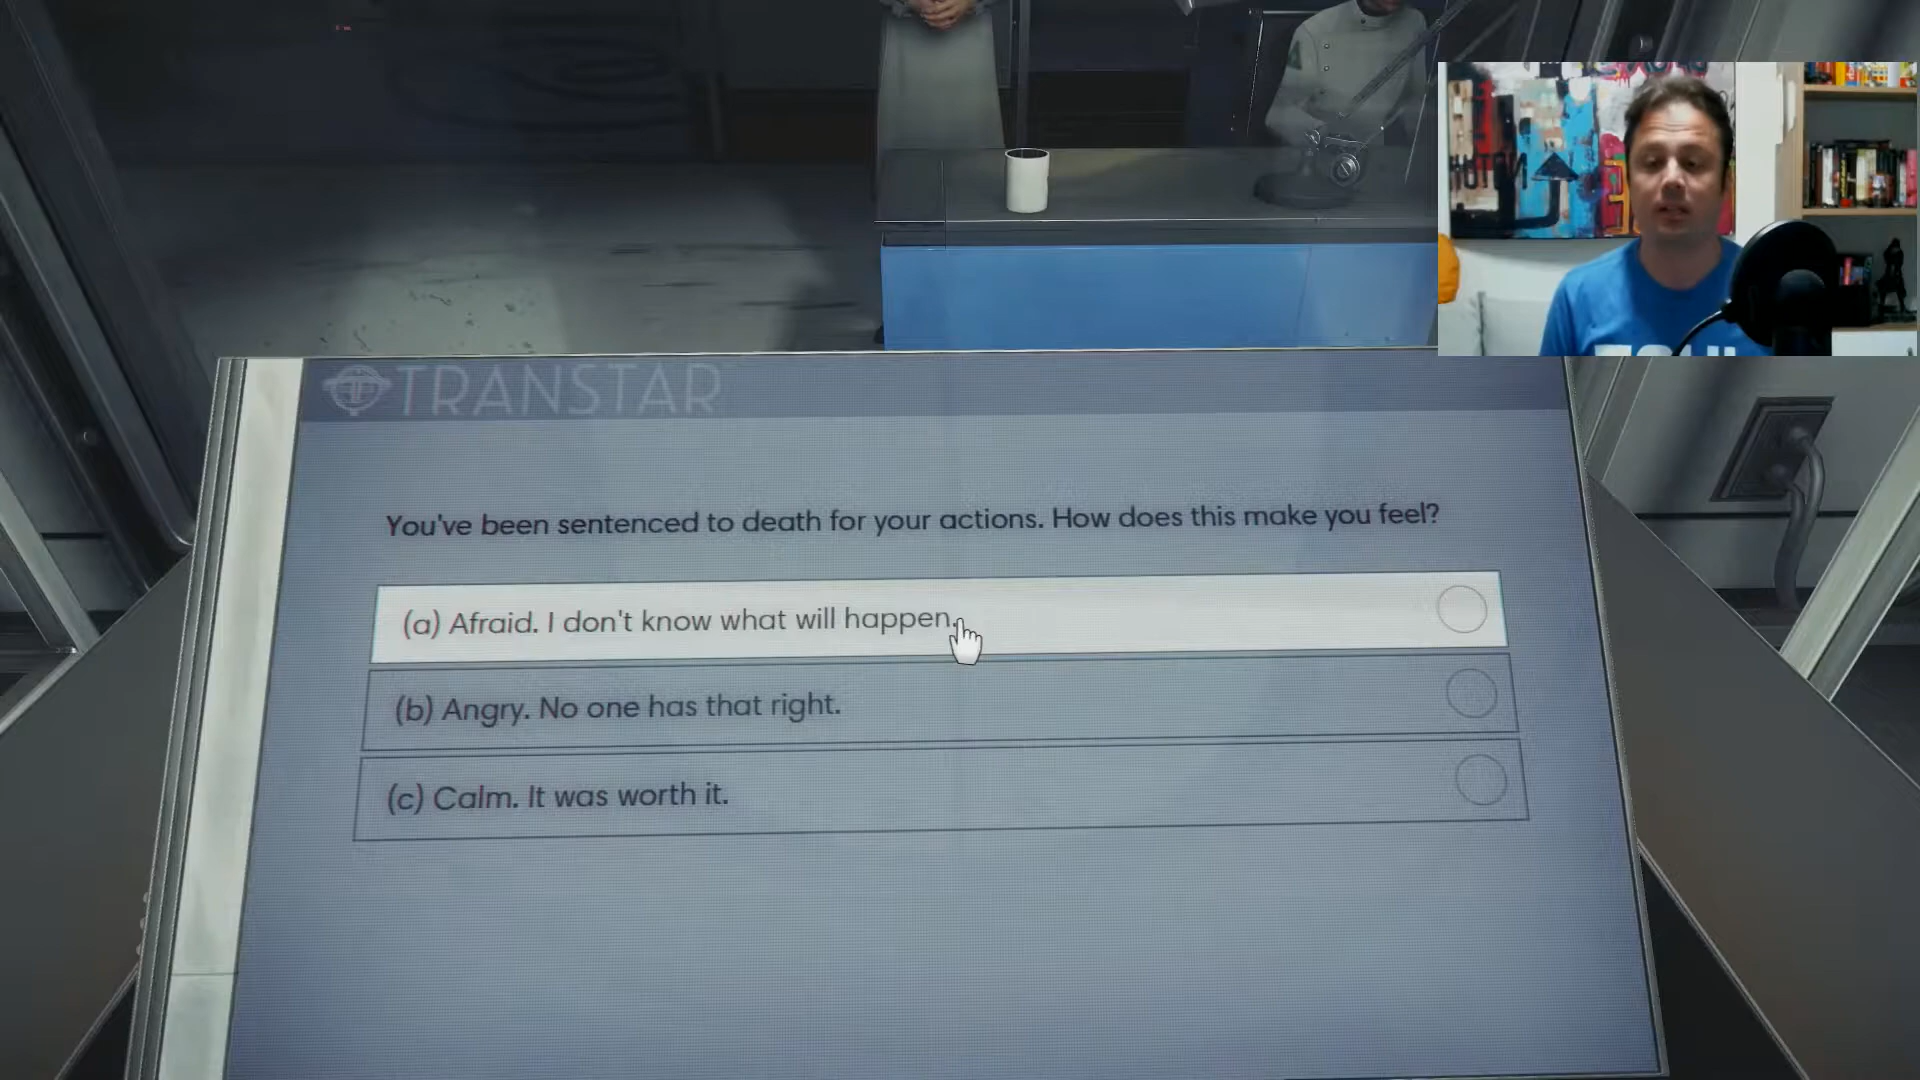 TRANSTAR
You've been sentenced to death for your actions. How does this make you feel?
(a) Afraid. I don't know what will happen.
(b) Angry. No one has that right.
(c) Calm. It was worth it.